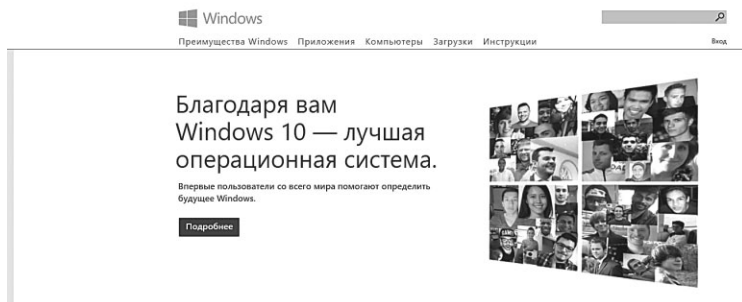 Windows
Преимущества Windows Приложения Компьютеры Загрузки Инструкции Вход
Благодаря вам
Windows 10 — лучшая
операционная система.
Впервые пользователи со всего мира помогают определить
будущее Windows.
Подробнее